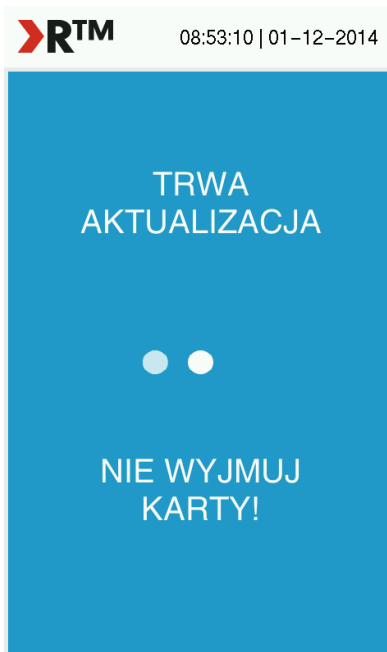 RTM 08:53:10 | 01-12-2014
TRWA
AKTUALIZACJA
NIE WYJMUJ
KARTY!